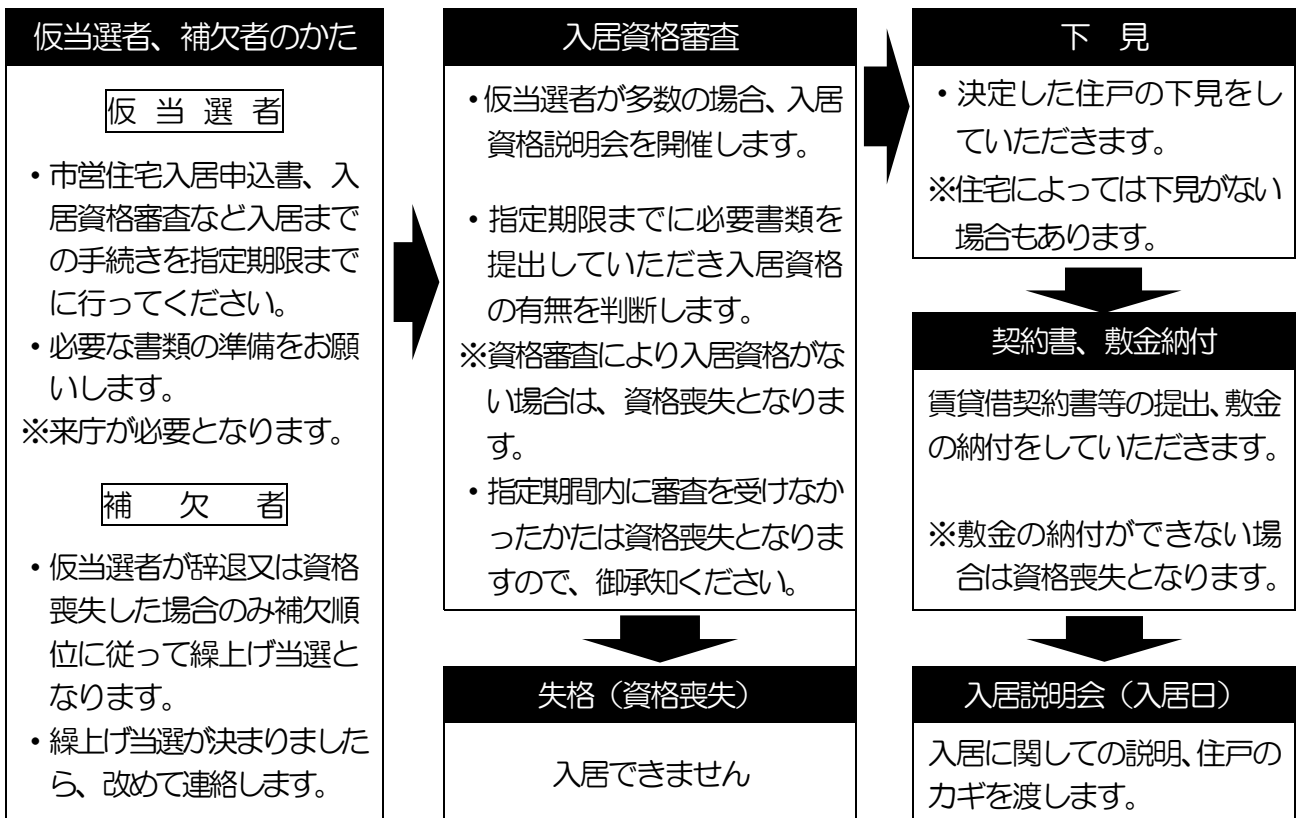 仮当選者、補欠者のかた
仮 当 選 者
・市営住宅入居申込書、入
居資格審査など入居まで
の手続きを指定期限まで
に行ってください。
・必要な書類の準備をお願
いします。
※来庁が必要となります。
補 欠 者
・仮当選者が辞退又は資格
喪失した場合のみ補欠順
位に従って繰上げ当選と
なります。
・繰上げ当選が決まりました
ら、改めて連絡します。
入居資格審査
・仮当選者が多数の場合、入居
資格説明会を開催します。
・指定期限までに必要書類を
提出していただき入居資格
の有無を判断します。
※資格審査により入居資格がな
い場合は、資格喪失となりま
す。
・指定期間内に審査を受けなか
ったかたは資格喪失となりま
すので、御承知ください。
失格（資格喪失）
入居できません
下 見
・決定した住戸の下見をし
ていただきます。
※住宅によっては下見がない
場合もあります。
契約書、敷金納付
賃貸借契約書等の提出、敷金
の納付をしていただきます。
※敷金の納付ができない場
合は資格喪失となります。
入居説明会（入居日）
入居に関しての説明、住戸の
カギを渡します。